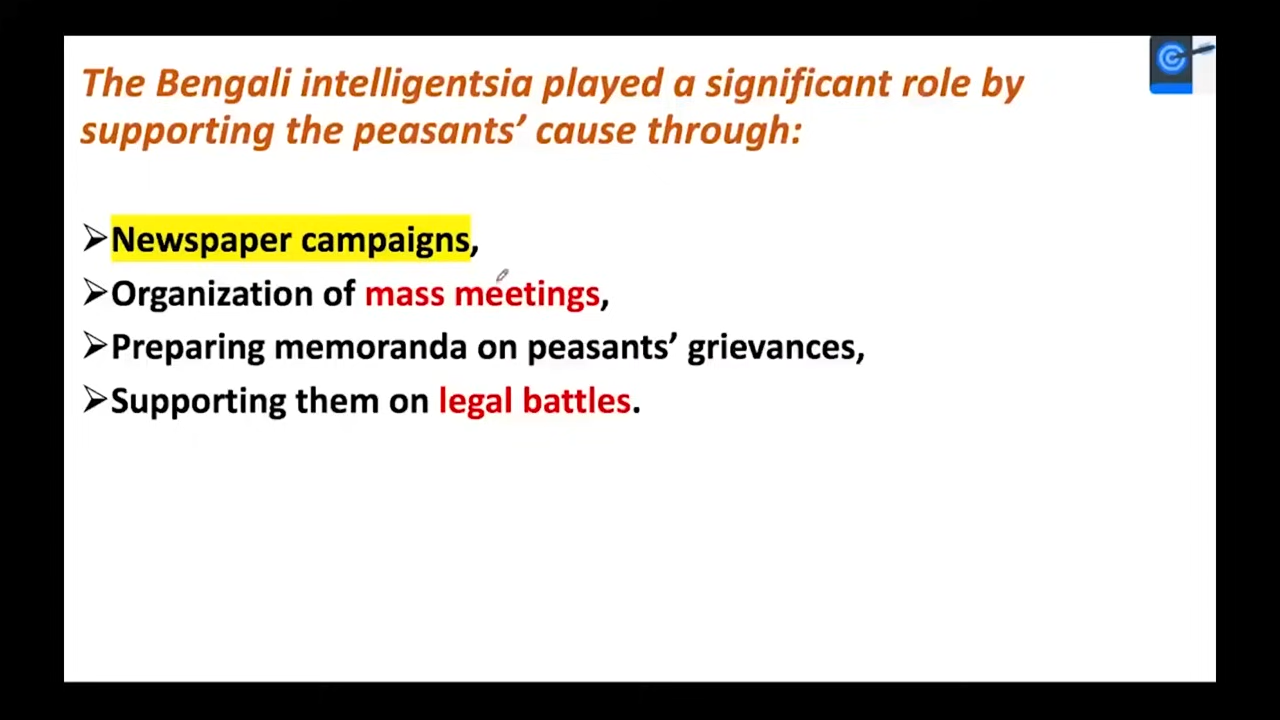 The Bengali intelligentsia played a significant role by
supporting the peasants’ cause through:
➢Newspaper campaigns,
➢Organization of mass meetings,
➢Preparing memoranda on peasants’ grievances,
➢Supporting them on legal battles.